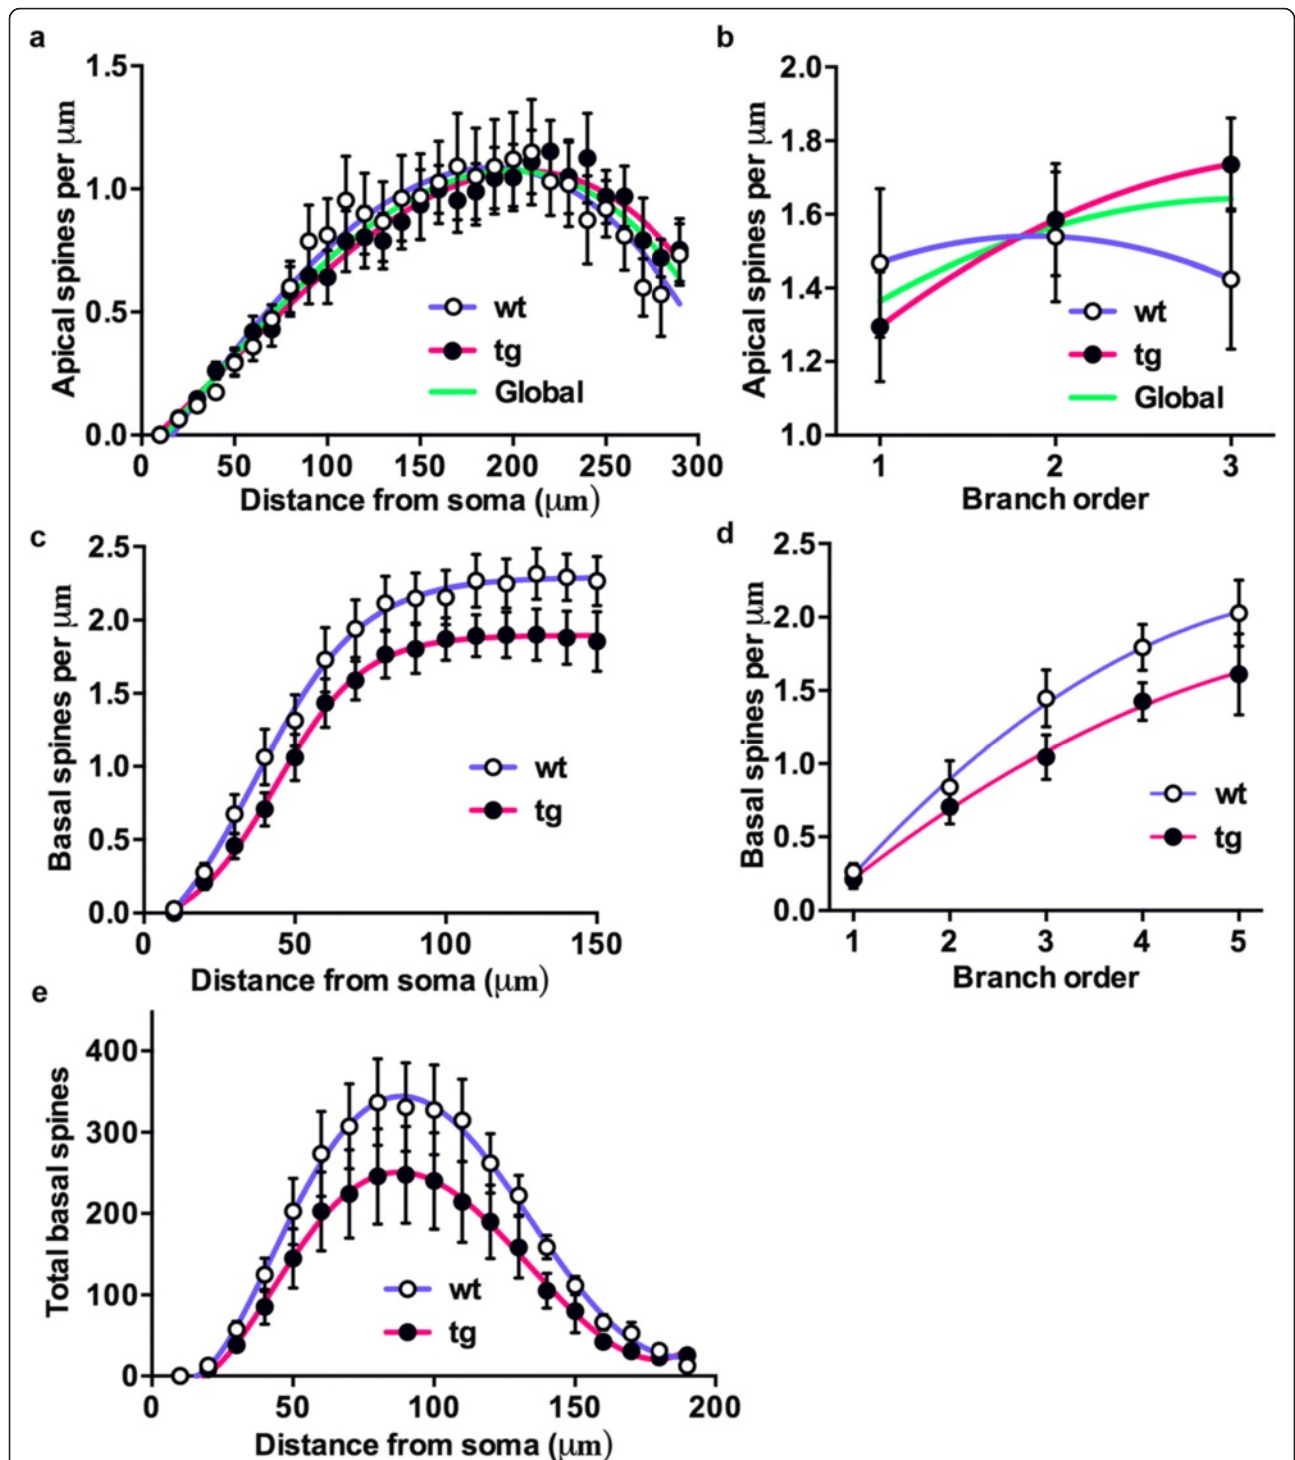 a
Apical spines per μm
1.5
1.0
0.5
0.0
wt
tg
Global
0 50 100 150 200 250 300
Distance from soma (μm)
b
Apical spines per μm
2.0
1.8
1.6
1.4
1.2
1.0
wt
tg
Global
1 2 3
Branch order
c
Basal spines per μm
2.5
2.0
1.5
1.0
0.5
0.0
wt
tg
0 50 100 150
Distance from soma (μm)
d
Basal spines per μm
2.5
2.0
1.5
1.0
0.5
0.0
wt
tg
1 2 3 4 5
Branch order
e
Total basal spines
400
300
200
100
0
wt
tg
0 50 100 150 200
Distance from soma (μm)